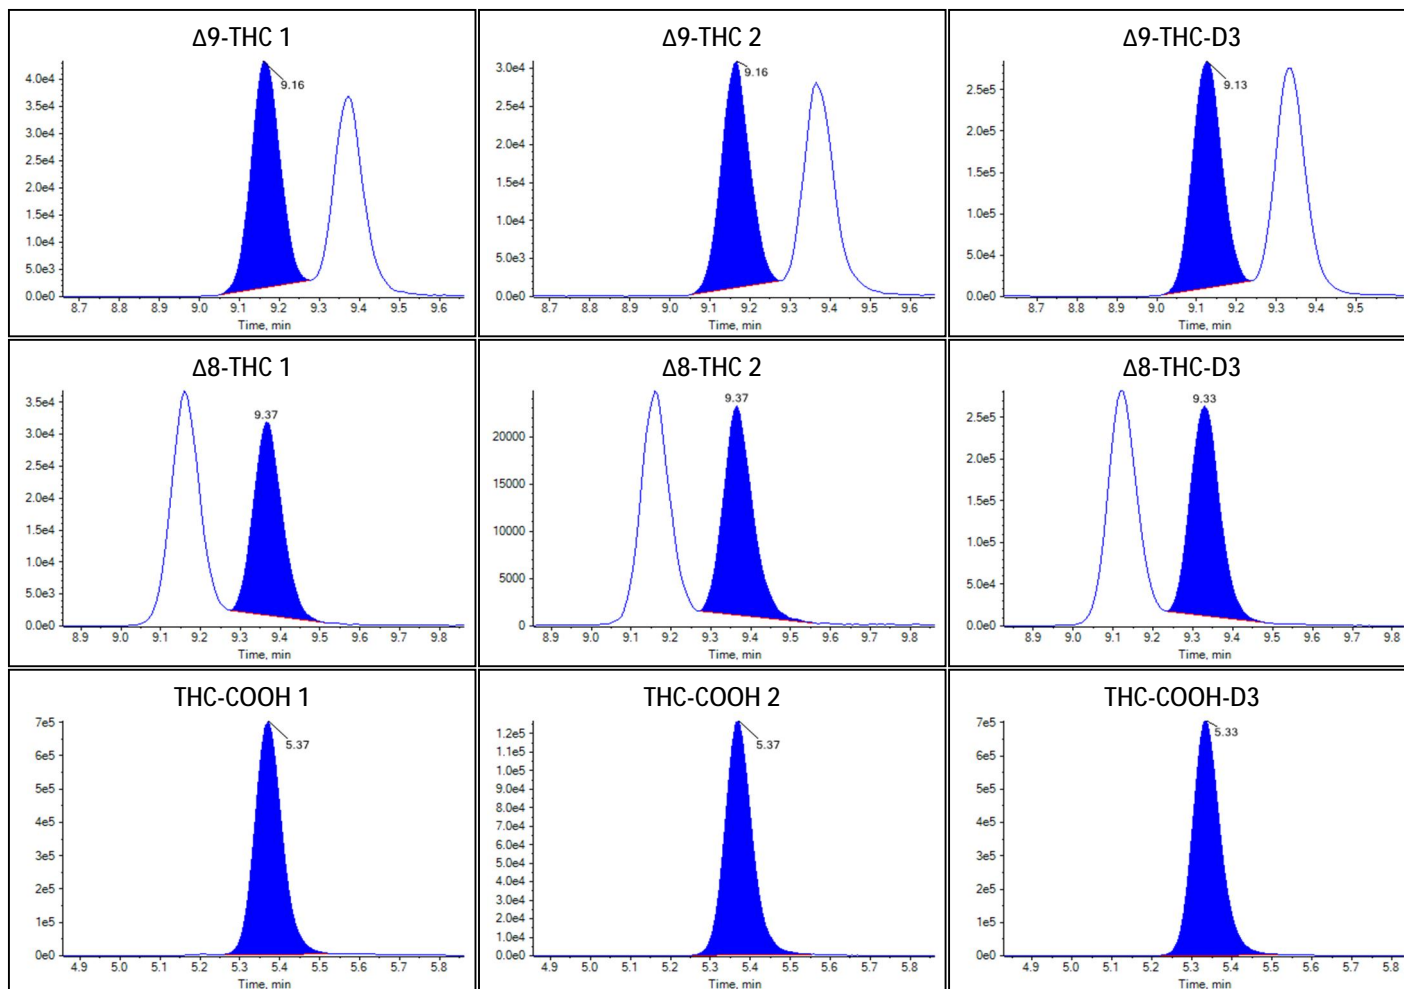 Δ9-THC 1
4.0e4
3.5e4
3.0e4
2.5e4
2.0e4
1.5e4
1.0e4
5.0e3
0.0e0
9.16
8.7 8.8 8.9 9.0 9.1 9.2 9.3 9.4 9.5 9.6
Time, min
Δ9-THC 2
3.0e4
2.5e4
2.0e4
1.5e4
1.0e4
5.0e3
0.0e0
9.16
8.7 8.8 8.9 9.0 9.1 9.2 9.3 9.4 9.5 9.6
Time, min
Δ9-THC-D3
2.5e5
2.0e5
1.5e5
1.0e5
5.0e4
0.0e0
9.13
8.7 8.8 8.9 9.0 9.1 9.2 9.3 9.4 9.5
Time, min
Δ8-THC 1
3.5e4
3.0e4
2.5e4
2.0e4
1.5e4
1.0e4
5.0e3
0.0e0
9.37
8.9 9.0 9.1 9.2 9.3 9.4 9.5 9.6 9.7 9.8
Time, min
Δ8-THC 2
20000
15000
10000
5000
0
9.37
8.9 9.0 9.1 9.2 9.3 9.4 9.5 9.6 9.7 9.8
Time, min
Δ8-THC-D3
2.5e5
2.0e5
1.5e5
1.0e5
5.0e4
0.0e0
9.33
8.9 9.0 9.1 9.2 9.3 9.4 9.5 9.6 9.7 9.8
Time, min
THC-COOH 1
7e5
6e5
5e5
4e5
3e5
2e5
1e5
0e0
5.37
4.9 5.0 5.1 5.2 5.3 5.4 5.5 5.6 5.7 5.8
Time, min
THC-COOH 2
1.2e5
1.1e5
1.0e5
9.0e4
8.0e4
7.0e4
6.0e4
5.0e4
4.0e4
3.0e4
2.0e4
1.0e4
0.0e0
5.37
4.9 5.0 5.1 5.2 5.3 5.4 5.5 5.6 5.7 5.8
Time, min
THC-COOH-D3
7e5
6e5
5e5
4e5
3e5
2e5
1e5
0e0
5.33
4.9 5.0 5.1 5.2 5.3 5.4 5.5 5.6 5.7 5.8
Time, min